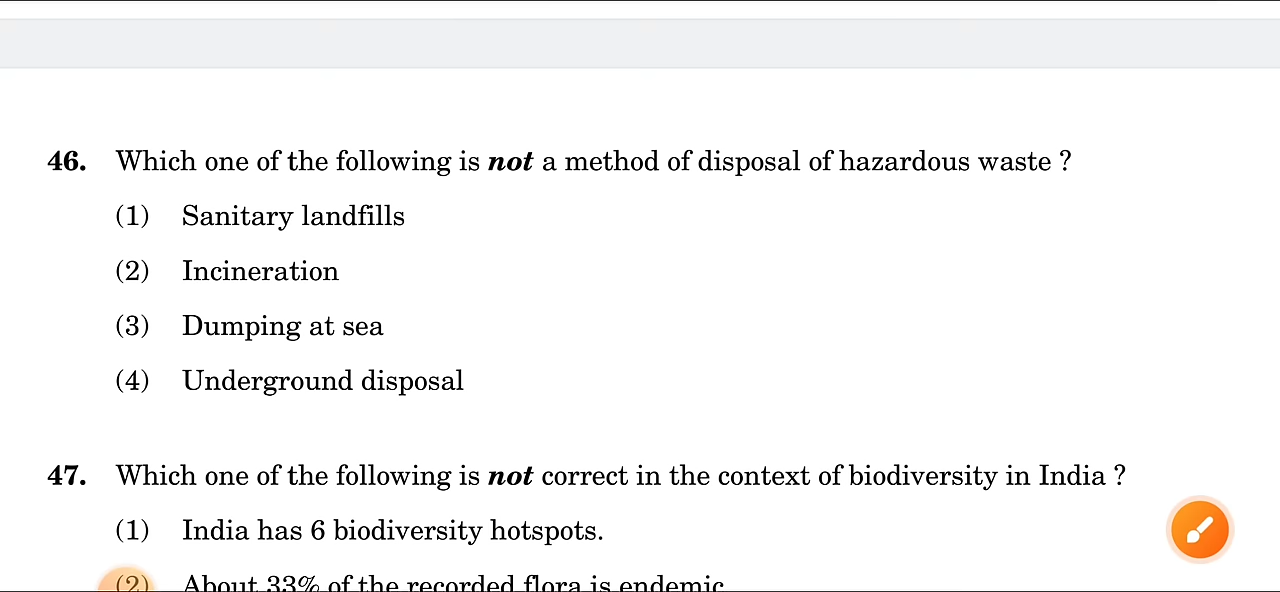 46. Which one of the following is not a method of disposal of hazardous waste ?
(1) Sanitary landfills
(2) Incineration
(3) Dumping at sea
(4) Underground disposal
47. Which one of the following is not correct in the context of biodiversity in India ?
(1) India has 6 biodiversity hotspots.
(2) About 33% of the recorded flora is endemic